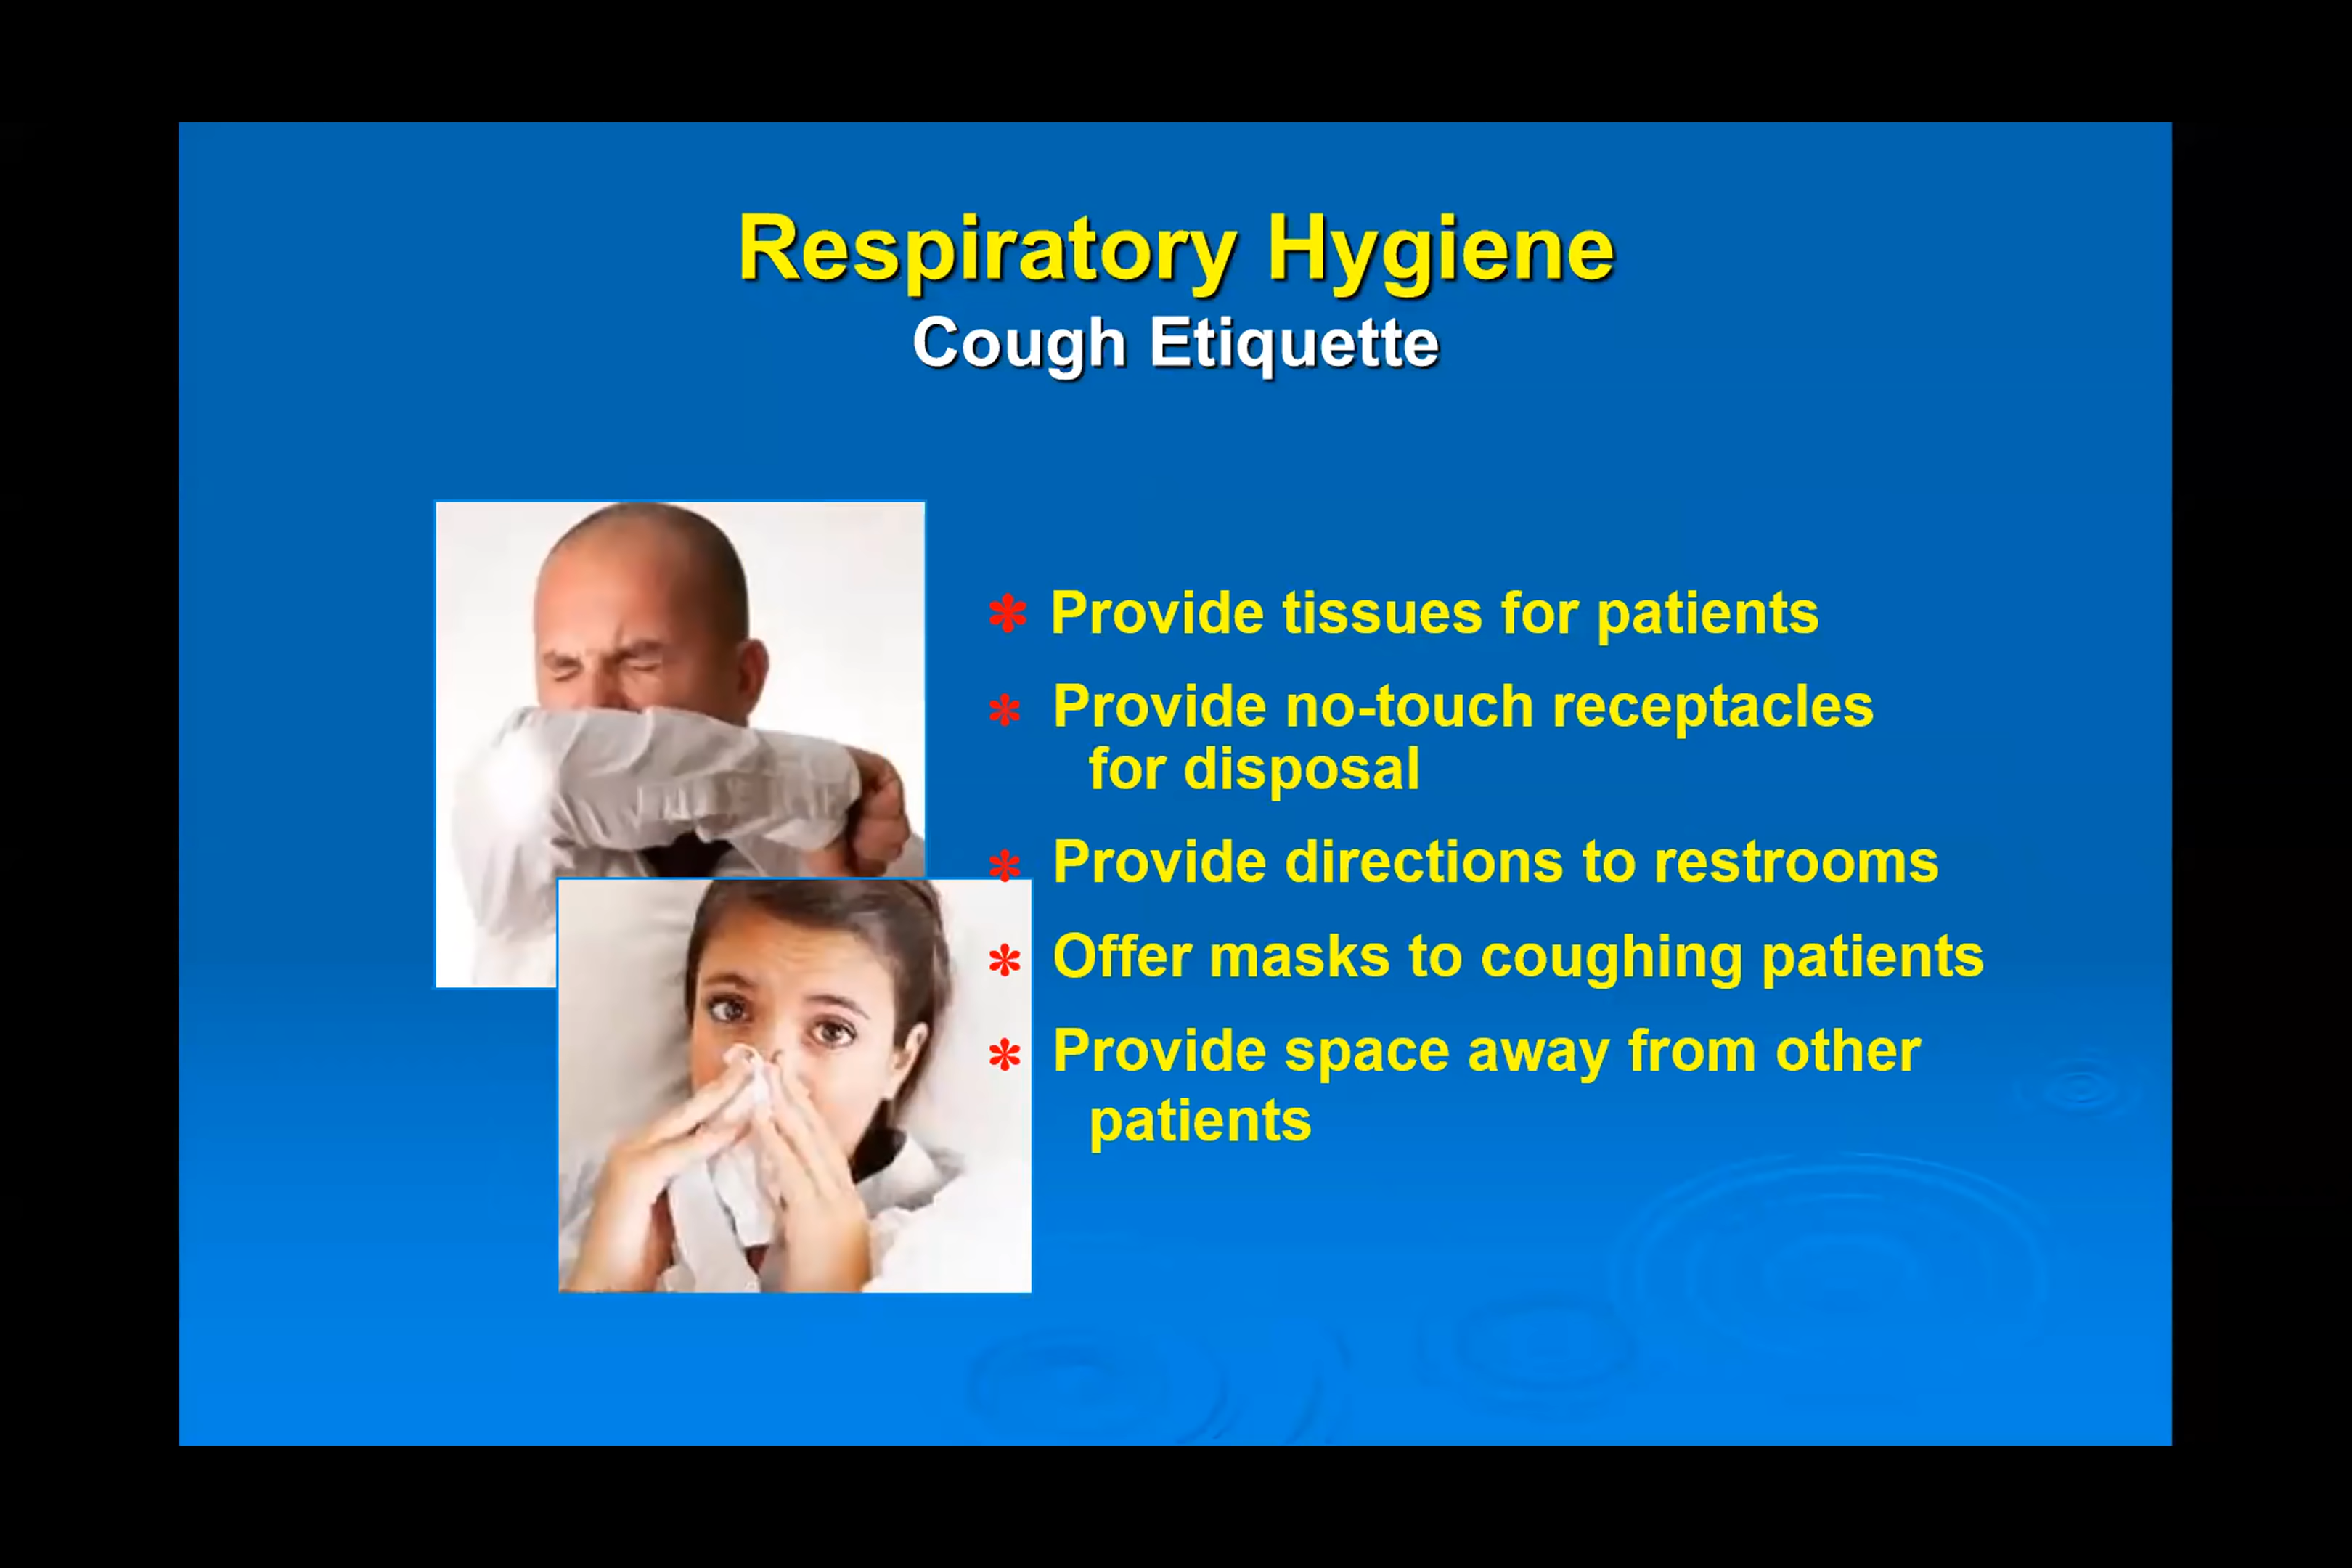 Respiratory Hygiene
Cough Etiquette
✻ Provide tissues for patients
✻ Provide no-touch receptacles
for disposal
✻ Provide directions to restrooms
✻ Offer masks to coughing patients
✻ Provide space away from other
patients